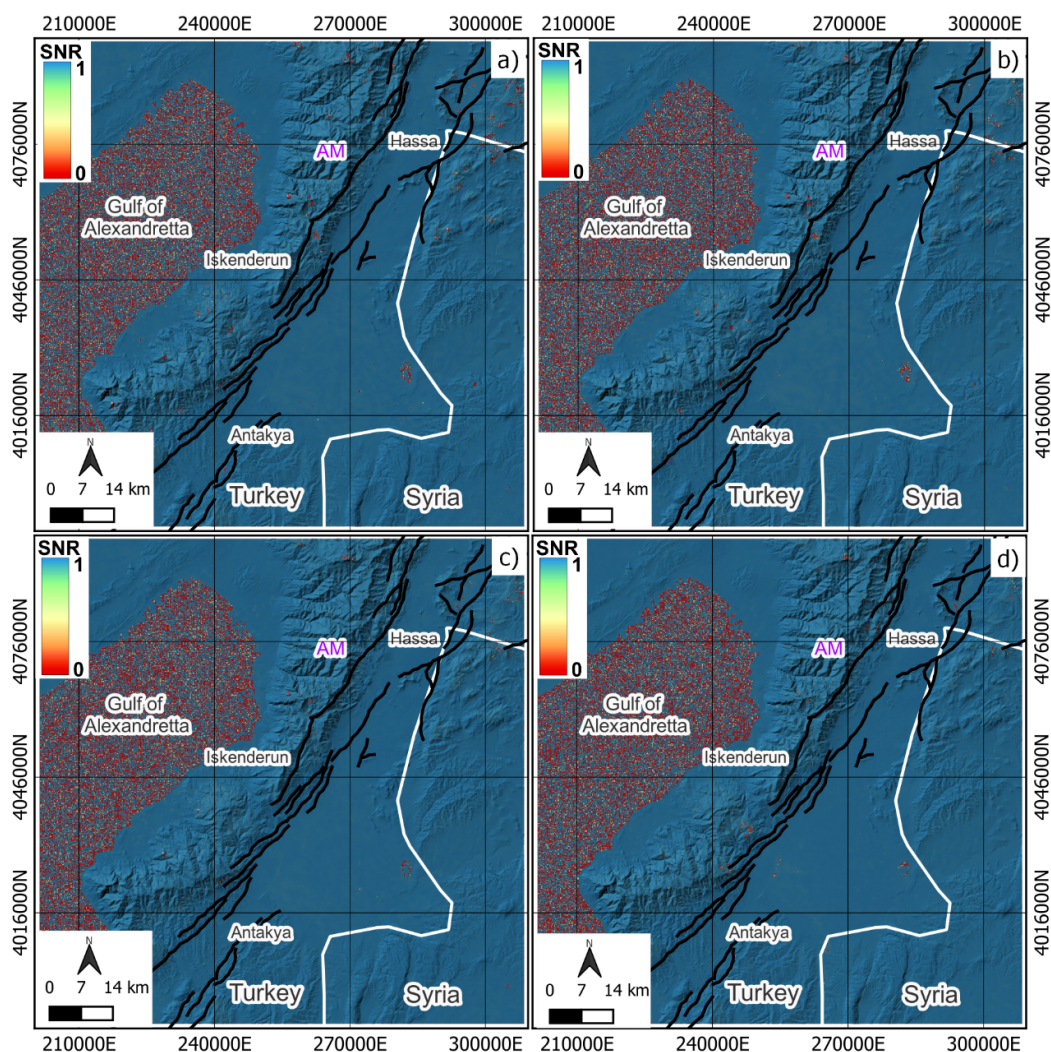 210000E 240000E 270000E 300000E 210000E 240000E 270000E 300000E
SNR
1
0
a)
Hassa
AM
Gulf of
Alexandretta
Iskenderun
Antakya
N
0 7 14 km
Turkey
Syria
4076000N
4046000N
4016000N
SNR
1
0
b)
Hassa
AM
Gulf of
Alexandretta
Iskenderun
Antakya
N
0 7 14 km
Turkey
Syria
4076000N
4046000N
4016000N
SNR
1
0
c)
Hassa
AM
Gulf of
Alexandretta
Iskenderun
Antakya
N
0 7 14 km
Turkey
Syria
4076000N
4046000N
4016000N
SNR
1
0
d)
Hassa
AM
Gulf of
Alexandretta
Iskenderun
Antakya
N
0 7 14 km
Turkey
Syria
4076000N
4046000N
4016000N
210000E 240000E 270000E 300000E 210000E 240000E 270000E 300000E